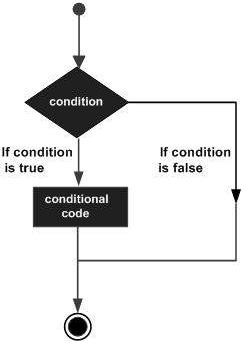 condition
If condition
is true
If condition
is false
conditional
code